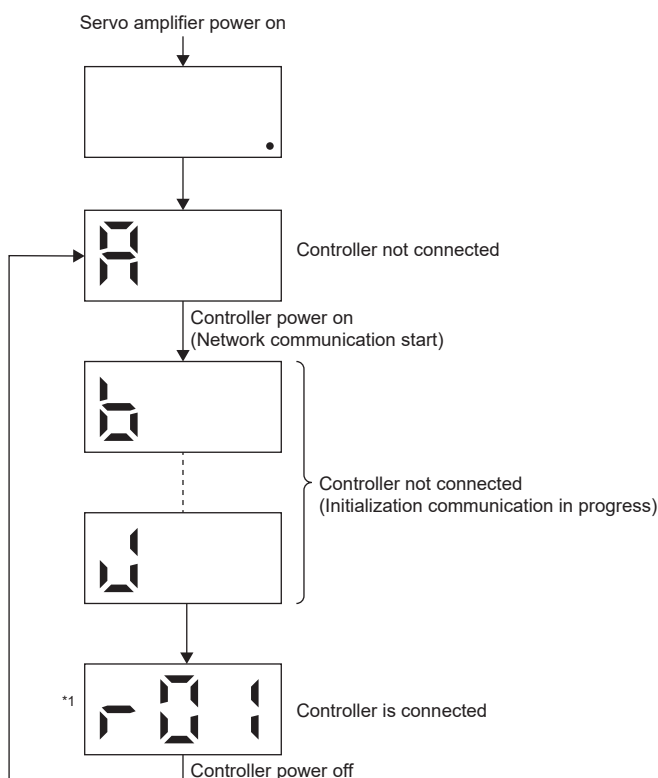 Servo amplifier power on
.
A
Controller not connected
Controller power on
(Network communication start)
b
Controller not connected
(Initialization communication in progress)
J
*1
r 01
Controller is connected
Controller power off